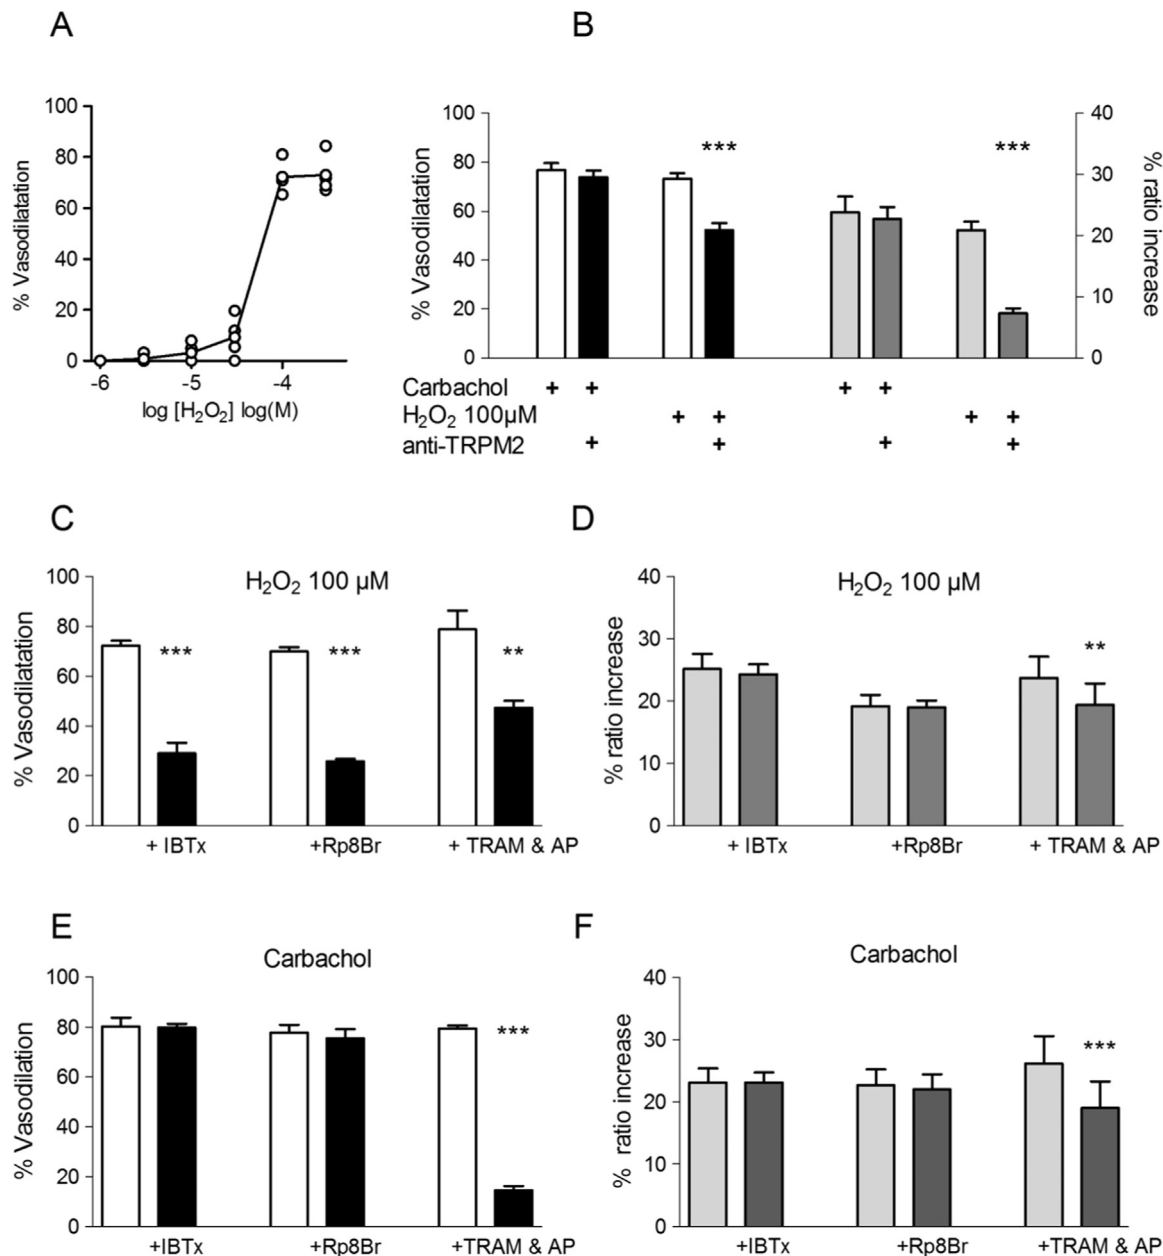 A
B
100
80
60
40
20
0
% Vasodilatation
-6 -5 -4
log [H₂O₂] log(M)
100
80
60
40
20
0
% Vasodilatation
*** ***
40
30
20
10
0
% ratio increase
Carbachol + + + +
H₂O₂ 100µM + + + +
anti-TRPM2 + + + +
C
H₂O₂ 100 µM
100
80
60
40
20
0
% Vasodilatation
*** *** **
+ IBTx +Rp8Br + TRAM & AP
D
H₂O₂ 100 µM
40
30
20
10
0
% ratio increase
**
+ IBTx +Rp8Br + TRAM & AP
E
Carbachol
100
80
60
40
20
0
% Vasodilatation
***
+IBTx +Rp8Br +TRAM & AP
F
Carbachol
40
30
20
10
0
% ratio increase
***
+IBTx +Rp8Br +TRAM & AP